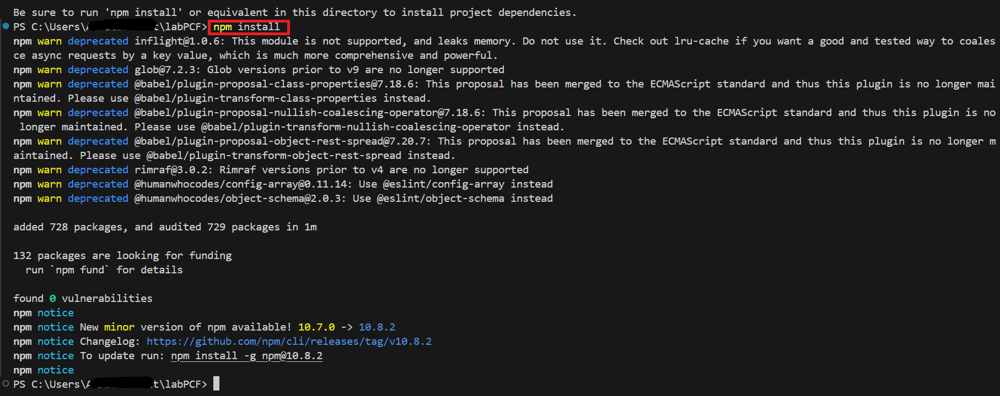 Be sure to run 'npm install' or equivalent in this directory to install project dependencies.
PS C:\Users\A t\labPCF> npm install
npm warn deprecated inflight@1.0.6: This module is not supported, and leaks memory. Do not use it. Check out lru-cache if you want a good and tested way to coales
ce async requests by a key value, which is much more comprehensive and powerful.
npm warn deprecated glob@7.2.3: Glob versions prior to v9 are no longer supported
npm warn deprecated @babel/plugin-proposal-class-properties@7.18.6: This proposal has been merged to the ECMAScript standard and thus this plugin is no longer mai
ntained. Please use @babel/plugin-transform-class-properties instead.
npm warn deprecated @babel/plugin-proposal-nullish-coalescing-operator@7.18.6: This proposal has been merged to the ECMAScript standard and thus this plugin is no
 longer maintained. Please use @babel/plugin-transform-nullish-coalescing-operator instead.
npm warn deprecated @babel/plugin-proposal-object-rest-spread@7.20.7: This proposal has been merged to the ECMAScript standard and thus this plugin is no longer m
aintained. Please use @babel/plugin-transform-object-rest-spread instead.
npm warn deprecated rimraf@3.0.2: Rimraf versions prior to v4 are no longer supported
npm warn deprecated @humanwhocodes/config-array@0.11.14: Use @eslint/config-array instead
npm warn deprecated @humanwhocodes/object-schema@2.0.3: Use @eslint/object-schema instead
added 728 packages, and audited 729 packages in 1m
132 packages are looking for funding
  run `npm fund` for details
found 0 vulnerabilities
npm notice
npm notice New minor version of npm available! 10.7.0 -> 10.8.2
npm notice Changelog: https://github.com/npm/cli/releases/tag/v10.8.2
npm notice To update run: npm install -g npm@10.8.2
npm notice
PS C:\Users\A t\labPCF>